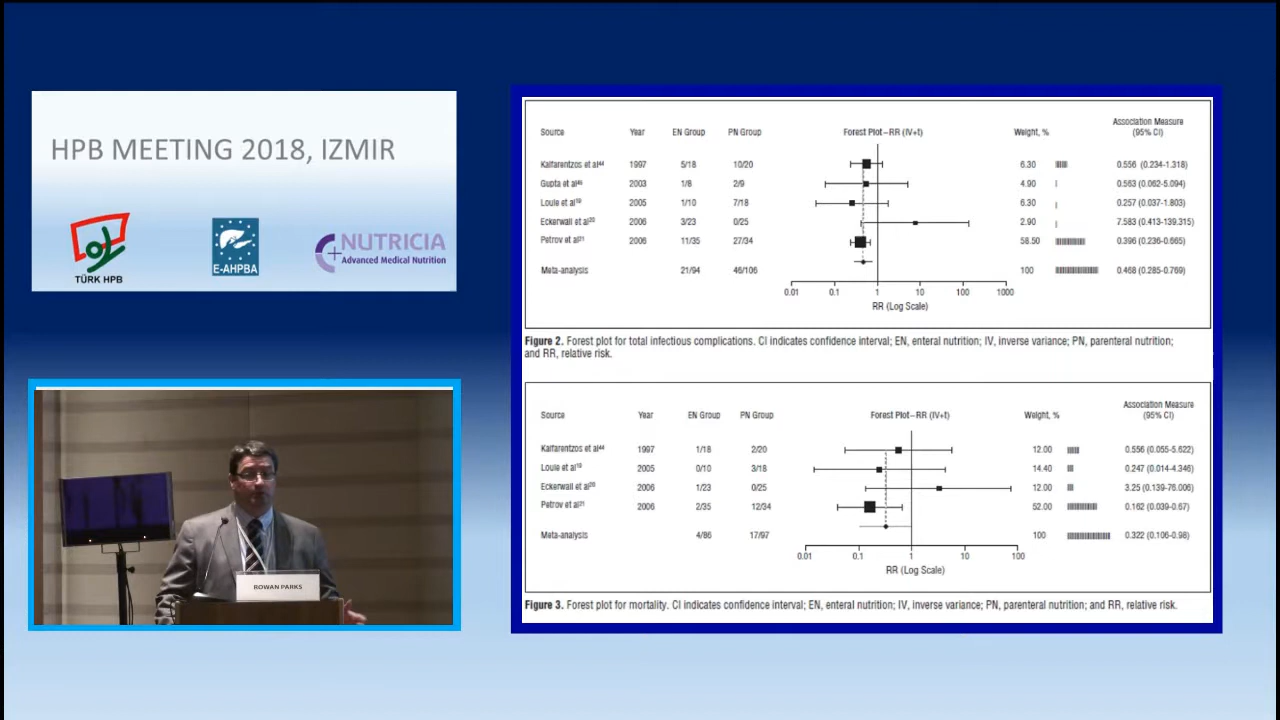 HPB MEETING 2018, IZMIR
TÜRK HPB
E-AHPBA
NUTRICIA
Advanced Medical Nutrition
ROWAN PARKS
Source Year EN Group PN Group Forest Plot–RR (IV+t) Weight, % Association Measure (95% CI)
Kalfarentzos et al44 1997 5/18 10/20 6.30 0.556 (0.234-1.318)
Gupta et al45 2003 1/8 2/9 4.90 0.563 (0.062-5.094)
Louie et al19 2005 1/10 7/18 6.30 0.257 (0.037-1.803)
Eckerwall et al20 2006 3/23 0/25 2.90 7.583 (0.413-139.315)
Petrov et al21 2006 11/35 27/34 58.50 0.396 (0.236-0.665)
Meta-analysis 21/94 46/106 100 0.468 (0.285-0.769)
0.01 0.1 1 10 100 1000
RR (Log Scale)
Figure 2. Forest plot for total infectious complications. CI indicates confidence interval; EN, enteral nutrition; IV, inverse variance; PN, parenteral nutrition;
and RR, relative risk.
Source Year EN Group PN Group Forest Plot–RR (IV+t) Weight, % Association Measure (95% CI)
Kalfarentzos et al44 1997 1/18 2/20 12.00 0.556 (0.055-5.622)
Louie et al19 2005 0/10 3/18 14.40 0.247 (0.014-4.346)
Eckerwall et al20 2006 1/23 0/25 12.00 3.25 (0.139-76.006)
Petrov et al21 2006 2/35 12/34 52.00 0.162 (0.039-0.67)
Meta-analysis 4/86 17/97 100 0.322 (0.106-0.98)
0.01 0.1 1 10 100
RR (Log Scale)
Figure 3. Forest plot for mortality. CI indicates confidence interval; EN, enteral nutrition; IV, inverse variance; PN, parenteral nutrition; and RR, relative risk.